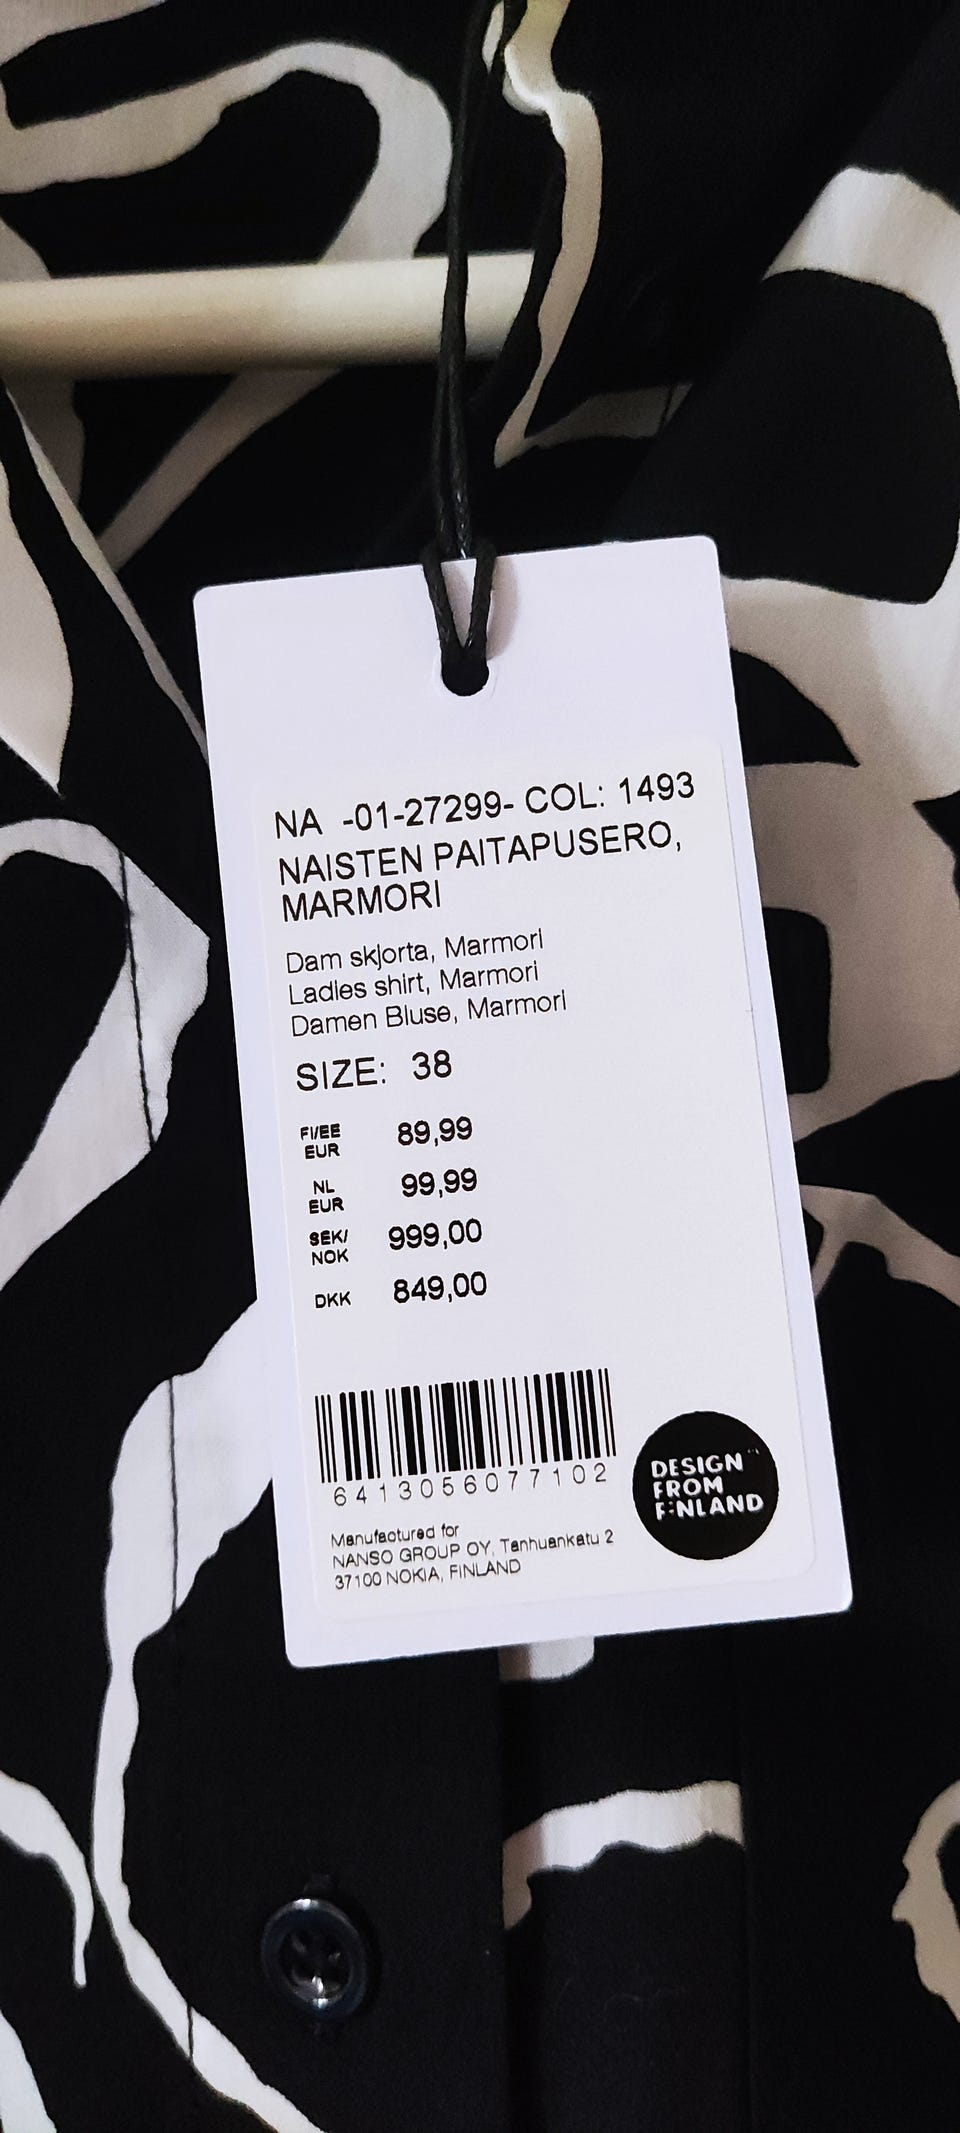 NA -01-27299- COL: 1493
NAISTEN PAITAPUSERO,
MARMORI
Dam skjorta, Marmori
Ladies shirt, Marmori
Damen Bluse, Marmori
SIZE: 38
FI/EE
EUR 89,99
NL
EUR 99,99
SEK/
NOK 999,00
DKK 849,00
6413056077102
Manufactured for
NANSO GROUP OY, Tanhuankatu 2
37100 NOKIA, FINLAND
DESIGN
FROM
FINLAND